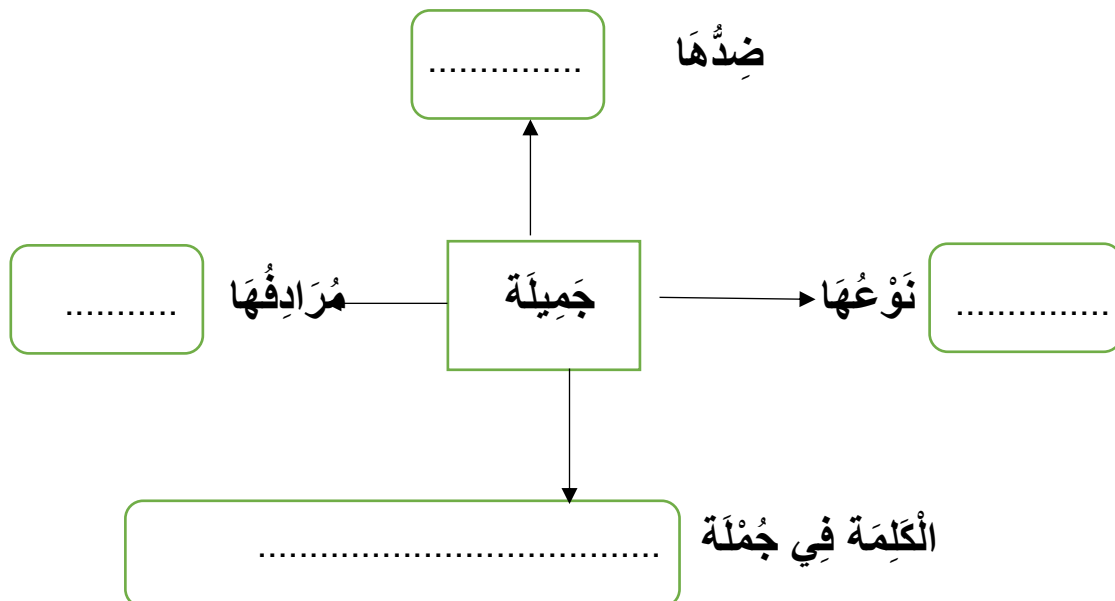 ضِدُّهَا ...............
نَوْعُهَا ...............
جَمِيلَة
مُرَادِفُهَا ...........
الْكَلِمَة فِي جُمْلَة .......................................